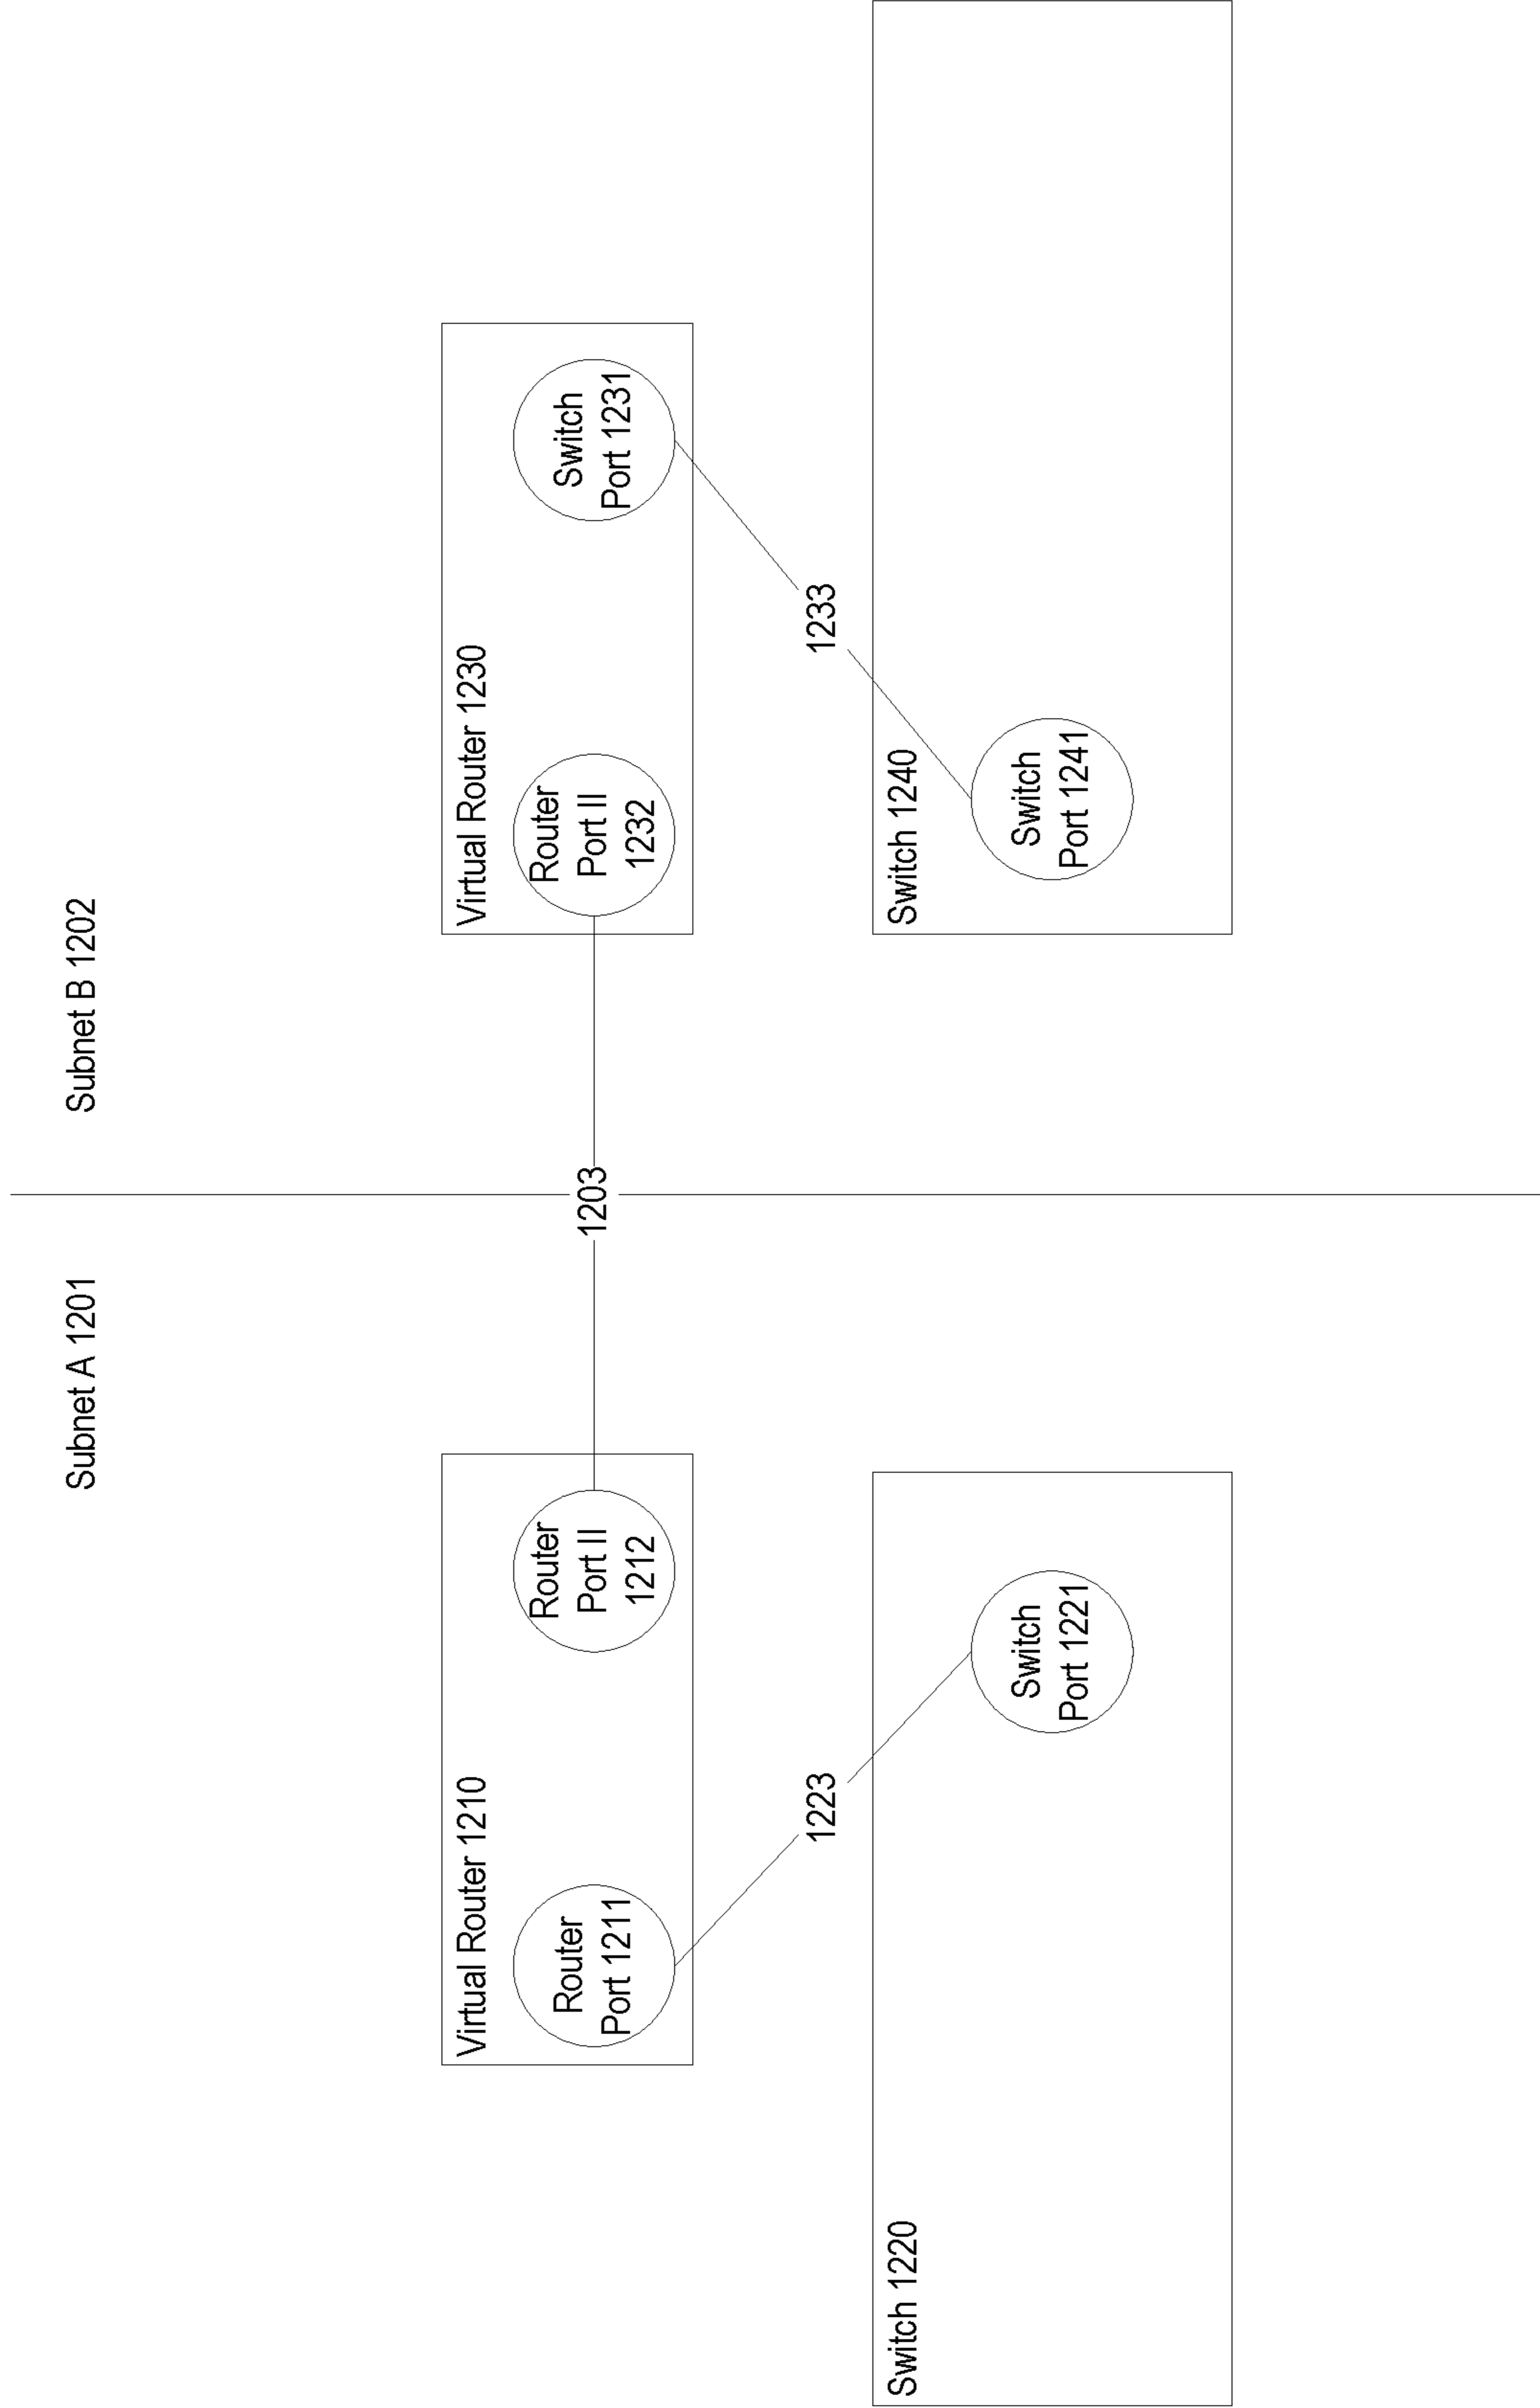 Subnet A 1201
Subnet B 1202
Virtual Router 1210
Router
Port 1211
Router
Port II
1212
1203
Virtual Router 1230
Router
Port II
1232
Switch
Port 1231
1223
1233
Switch 1220
Switch
Port 1221
Switch 1240
Switch
Port 1241